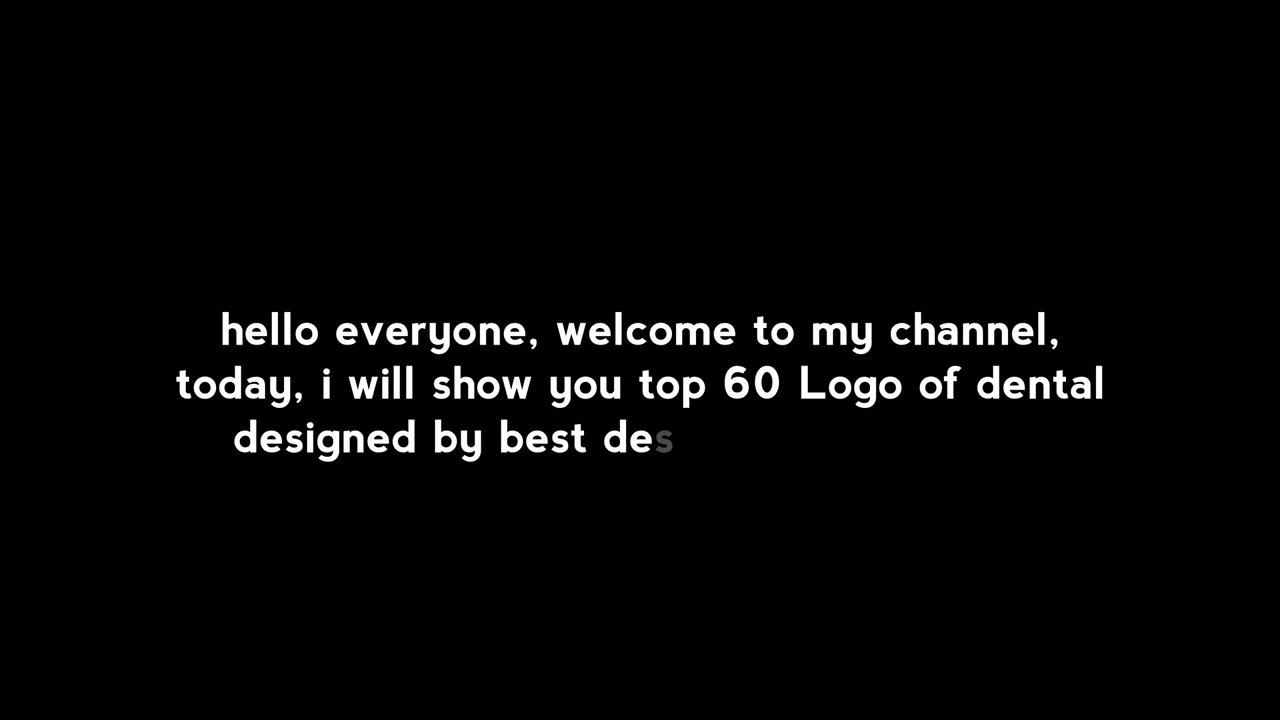 hello everyone, welcome to my channel,
today, i will show you top 60 Logo of dental
designed by best des